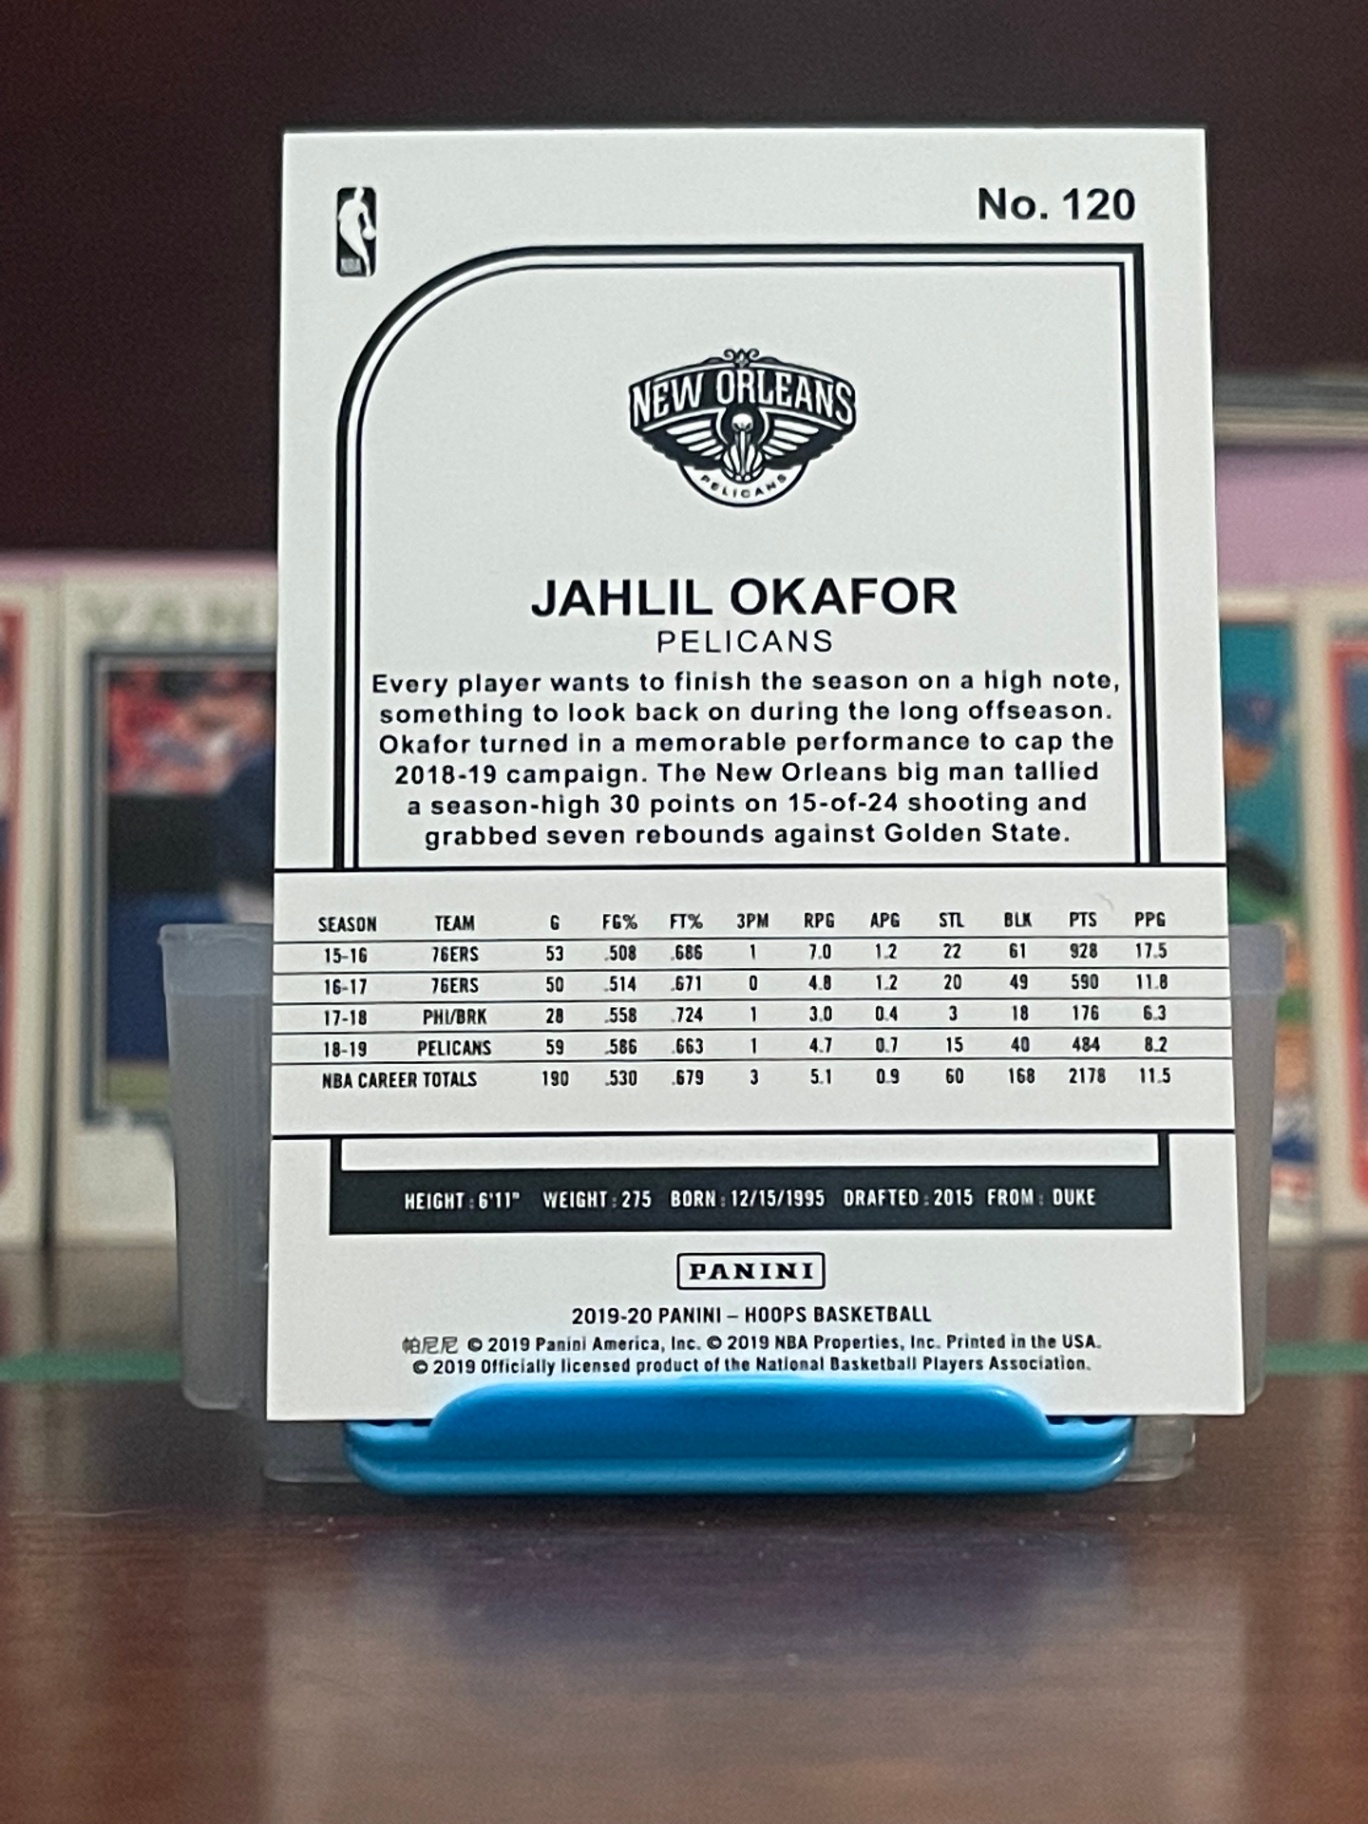 No. 120
NBA
NEW ORLEANS
PELICANS
JAHLIL OKAFOR
PELICANS
Every player wants to finish the season on a high note,
something to look back on during the long offseason.
Okafor turned in a memorable performance to cap the
2018-19 campaign. The New Orleans big man tallied
a season-high 30 points on 15-of-24 shooting and
grabbed seven rebounds against Golden State.
SEASON TEAM G FG% FT% 3PM RPG APG STL BLK PTS PPG
15-16 76ERS 53 .508 .686 1 7.0 1.2 22 61 928 17.5
16-17 76ERS 50 .514 .671 0 4.8 1.2 20 49 590 11.8
17-18 PHI/BRK 28 .558 .724 1 3.0 0.4 3 18 176 6.3
18-19 PELICANS 59 .586 .663 1 4.7 0.7 15 40 484 8.2
NBA CAREER TOTALS 190 .530 .679 3 5.1 0.9 60 168 2178 11.5
HEIGHT: 6'11" WEIGHT: 275 BORN: 12/15/1995 DRAFTED: 2015 FROM: DUKE
PANINI
2019-20 PANINI – HOOPS BASKETBALL
帕尼尼 © 2019 Panini America, Inc. © 2019 NBA Properties, Inc. Printed in the USA.
© 2019 Officially licensed product of the National Basketball Players Association.